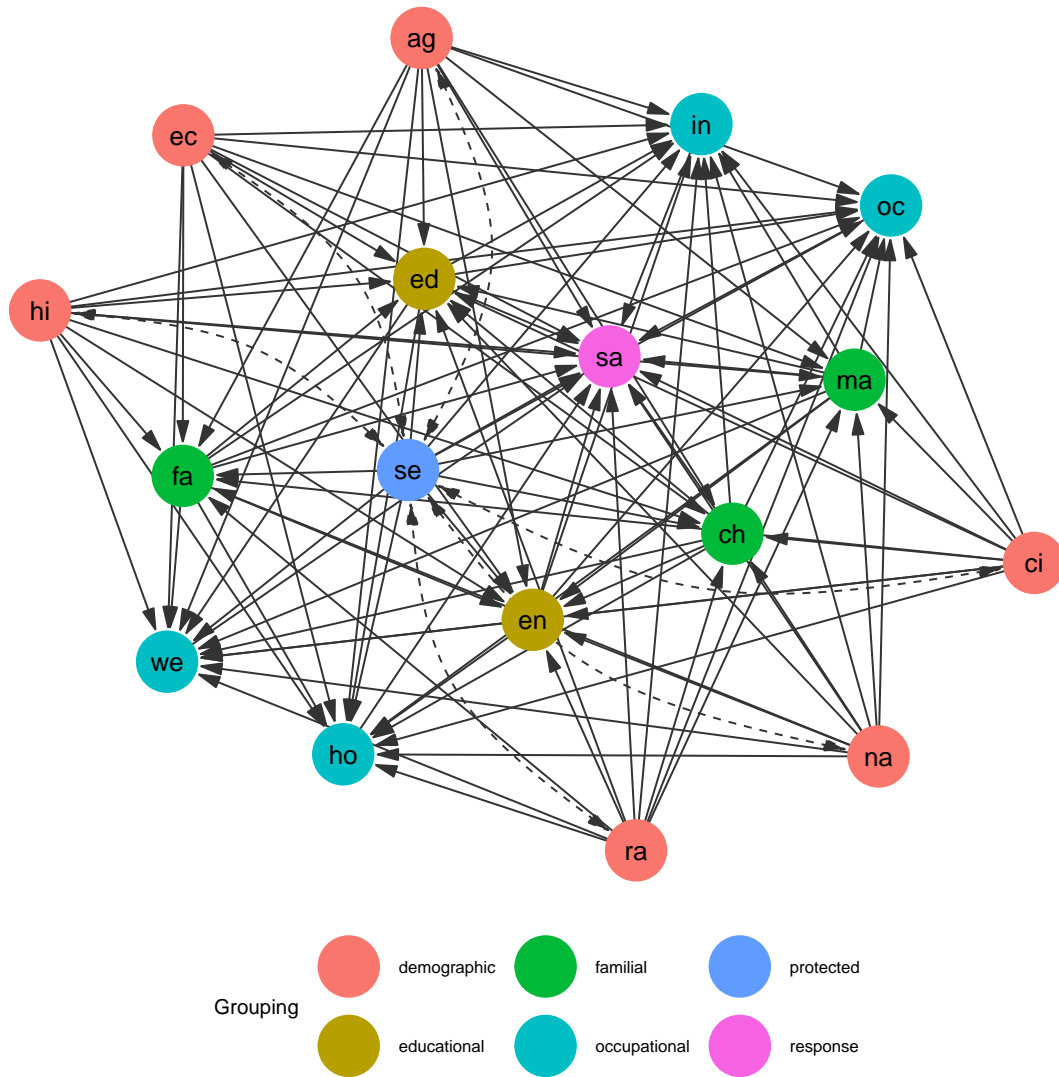 ag
ec
in
oc
ed
hi
sa
ma
fa
se
ch
ci
en
we
ho
na
ra
Grouping
demographic
familial
protected
educational
occupational
response